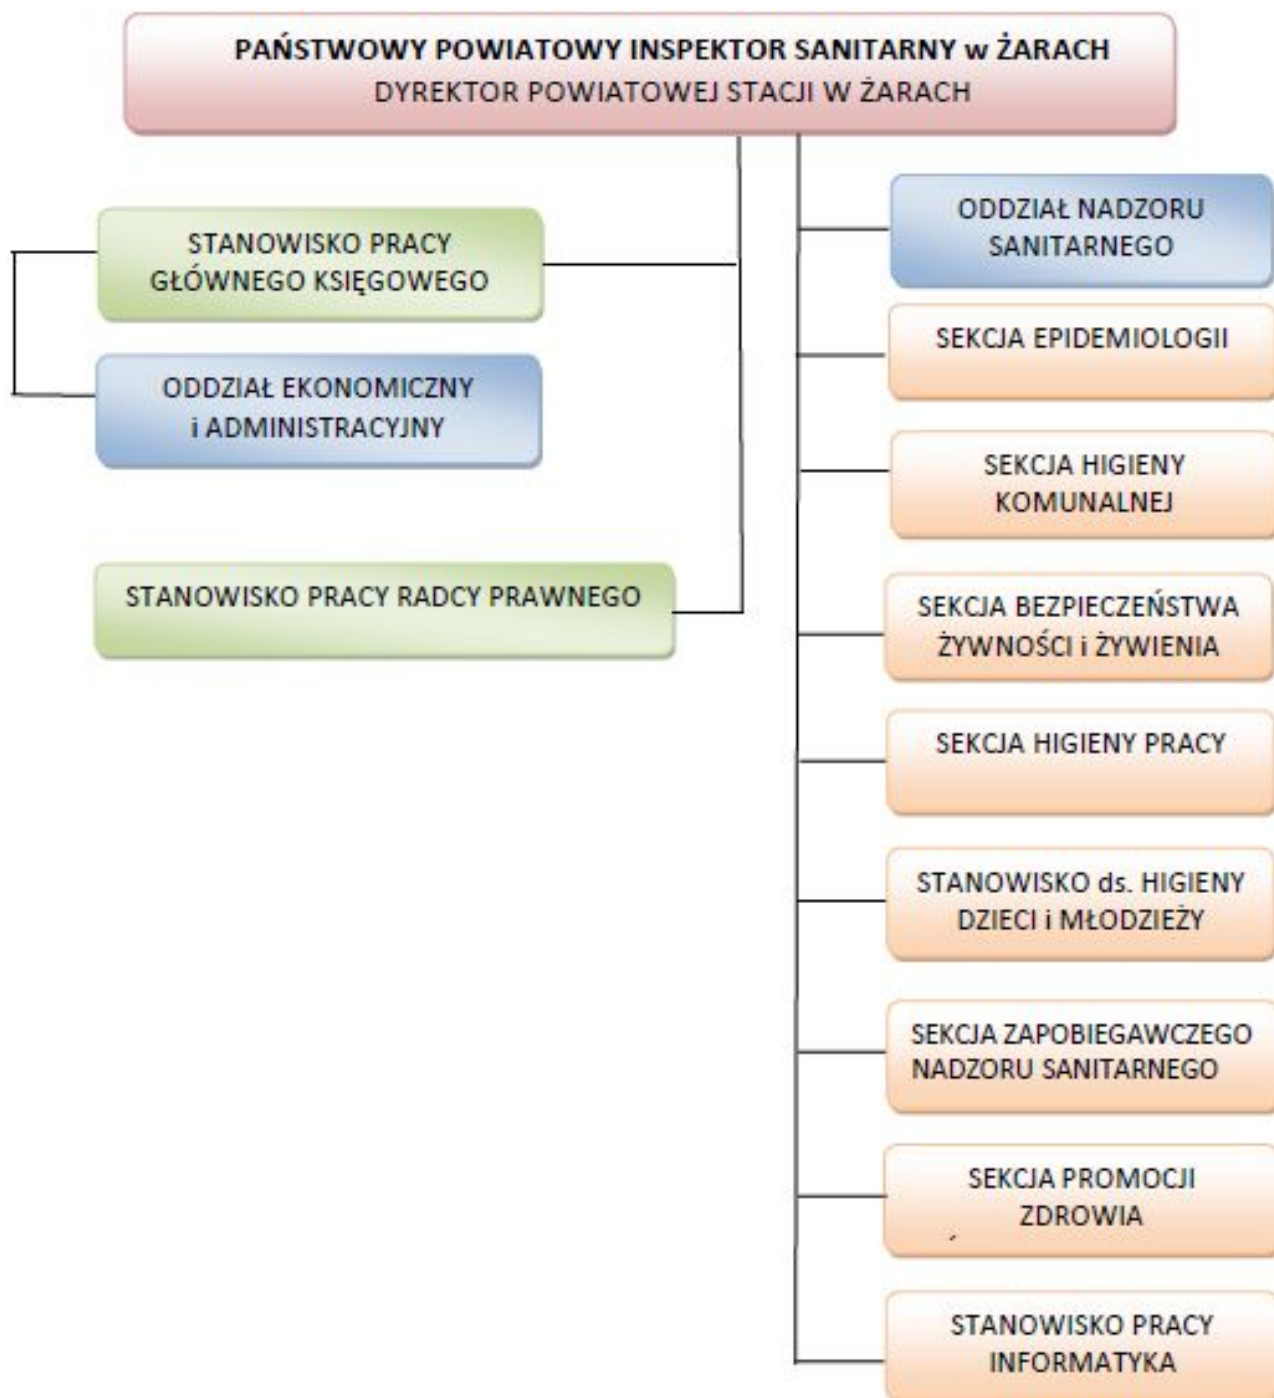 PAŃSTWOWY POWIATOWY INSPEKTOR SANITARNY w ŻARACH
DYREKTOR POWIATOWEJ STACJI W ŻARACH
STANOWISKO PRACY
GŁÓWNEGO KSIĘGOWEGO
ODDZIAŁ EKONOMICZNY
i ADMINISTRACYJNY
STANOWISKO PRACY RADCY PRAWNEGO
ODDZIAŁ NADZORU
SANITARNEGO
SEKCJA EPIDEMIOLOGII
SEKCJA HIGIENY
KOMUNALNEJ
SEKCJA BEZPIECZEŃSTWA
ŻYWNOŚCI i ŻYWIENIA
SEKCJA HIGIENY PRACY
STANOWISKO ds. HIGIENY
DZIECI i MŁODZIEŻY
SEKCJA ZAPOBIEGAWCZEGO
NADZORU SANITARNEGO
SEKCJA PROMOCJI
ZDROWIA
STANOWISKO PRACY
INFORMATYKA